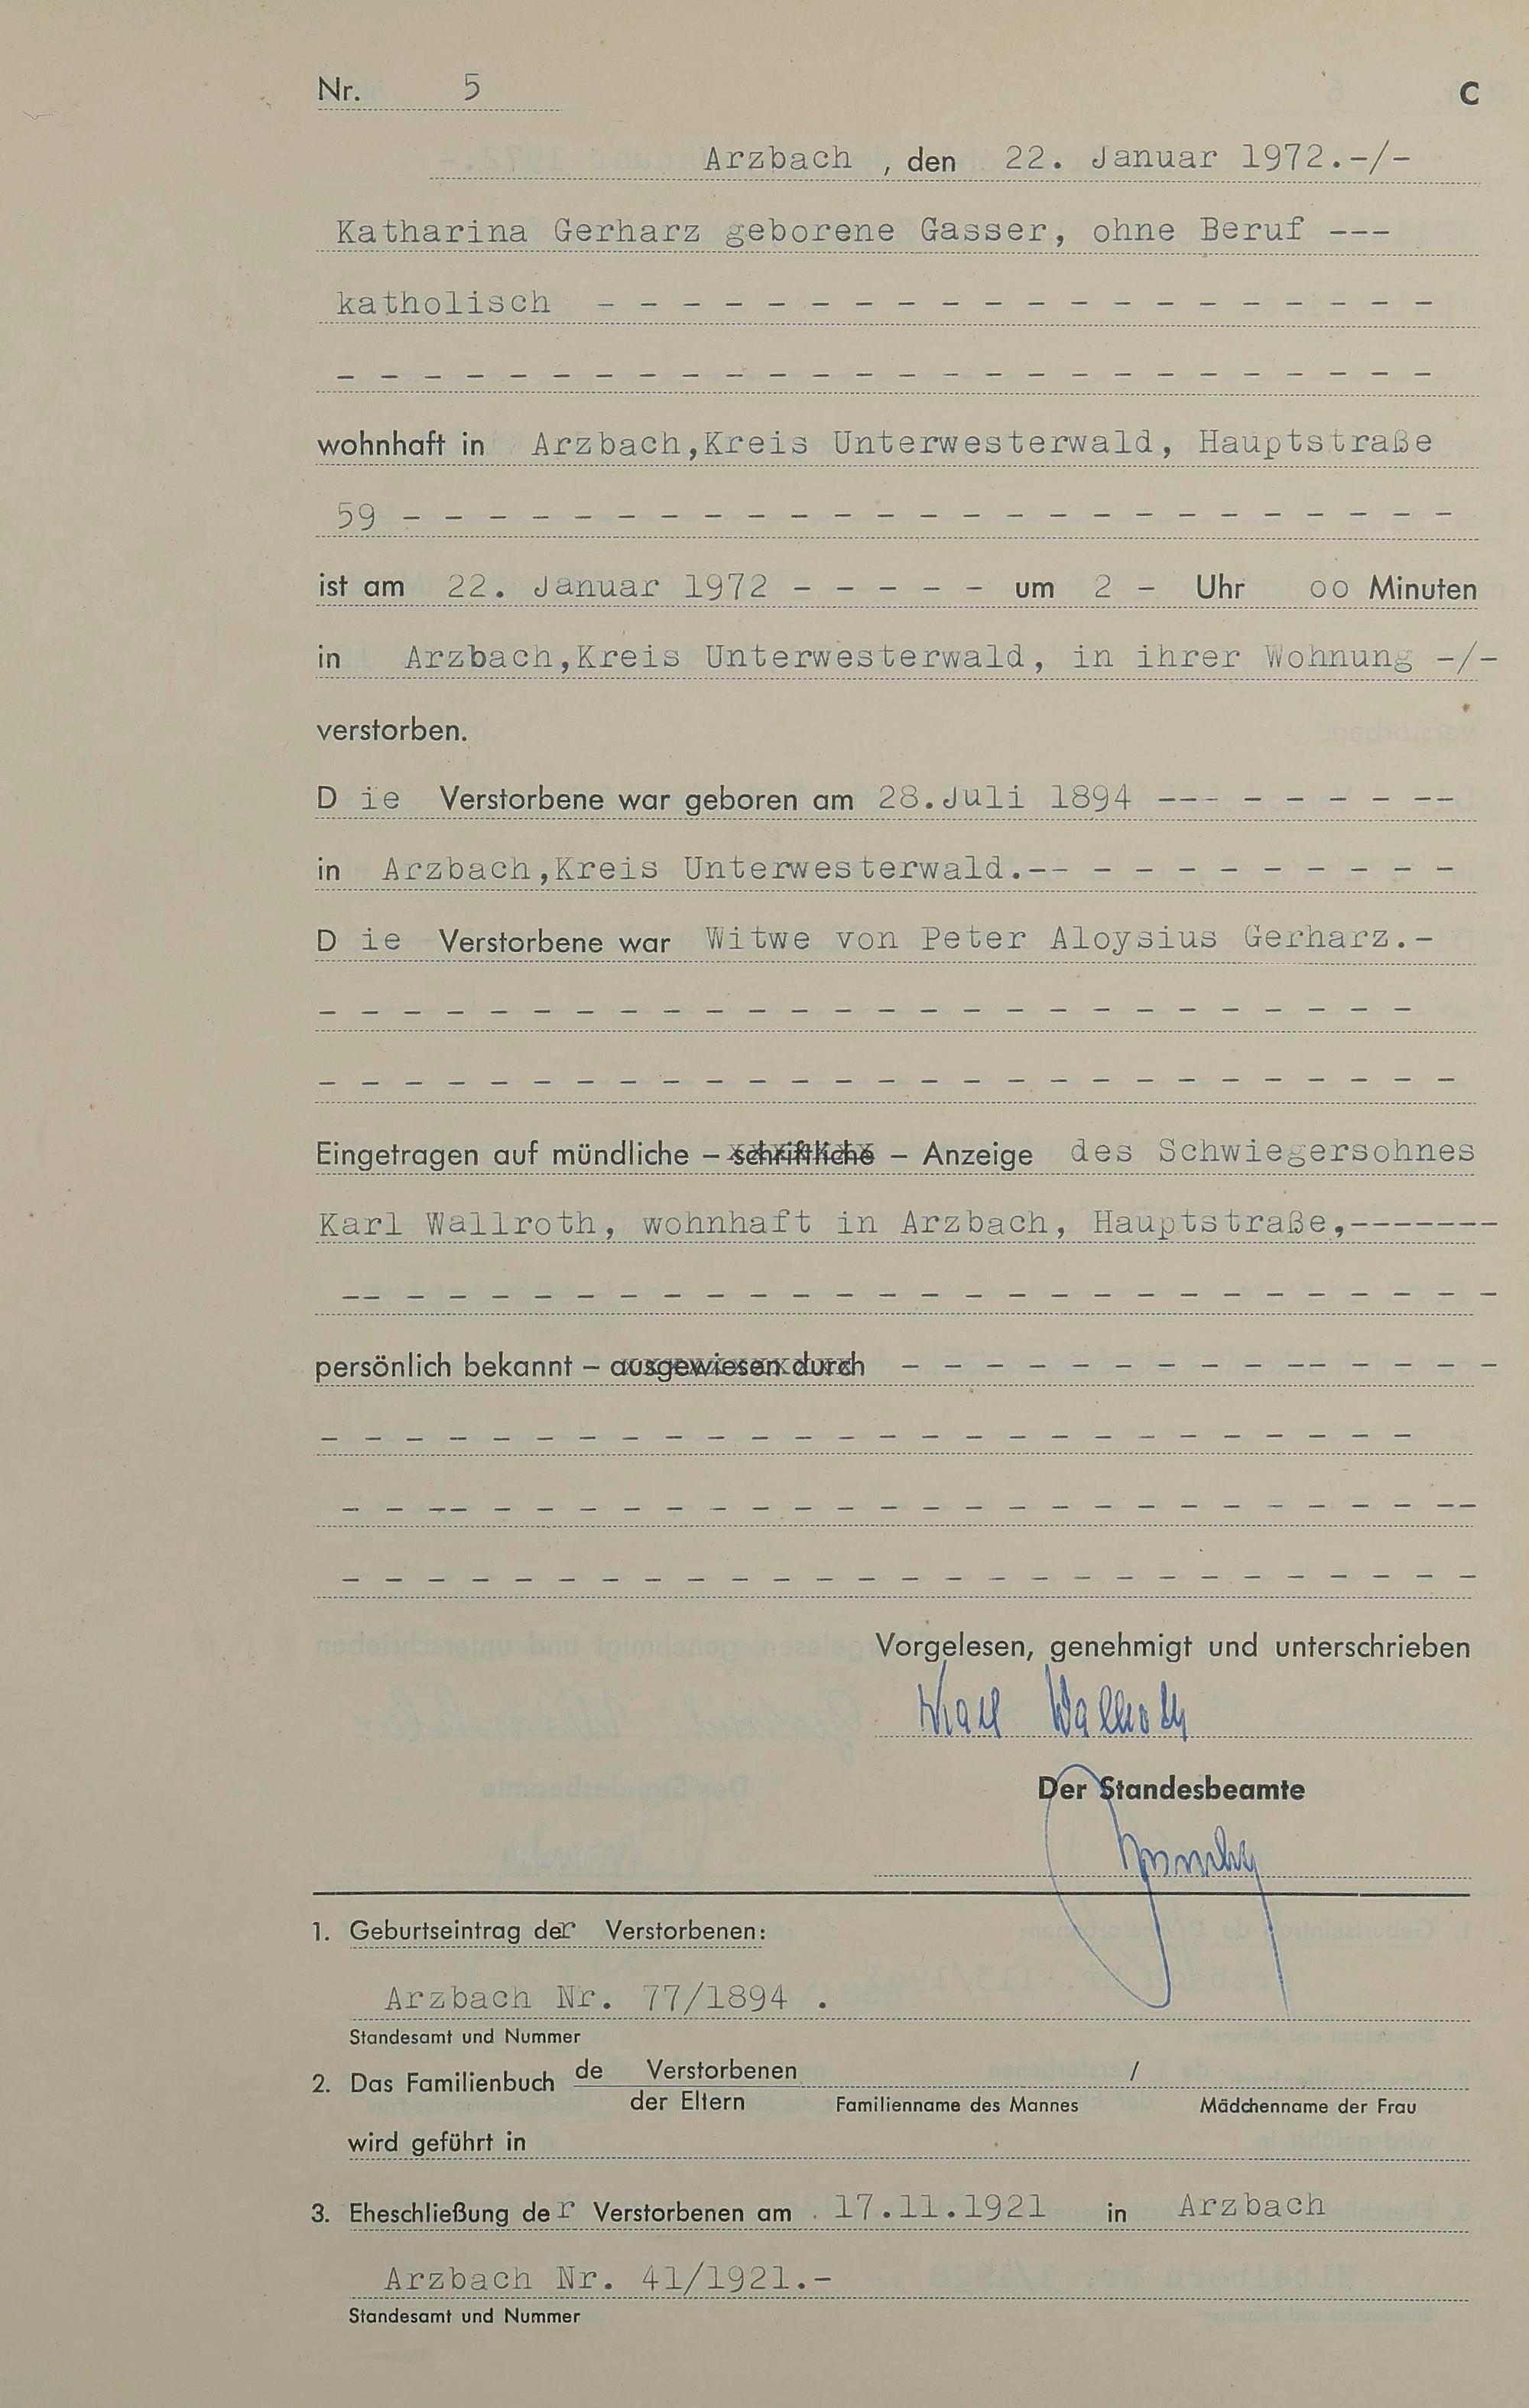 Nr. 5 C
Arzbach , den 22. Januar 1972.-/-
Katharina Gerharz geborene Gasser, ohne Beruf ---
katholisch - - - - - - - - - - - - - - - - - - - -
- - - - - - - - - - - - - - - - - - - - - - - - - -
wohnhaft in Arzbach,Kreis Unterwesterwald, Hauptstraße
59 - - - - - - - - - - - - - - - - - - - - - - - - -
ist am 22. Januar 1972 - - - - - um 2 - Uhr oo Minuten
in Arzbach,Kreis Unterwesterwald, in ihrer Wohnung -/-
verstorben.
D ie Verstorbene war geboren am 28.Juli 1894 --- - - - - --
in Arzbach,Kreis Unterwesterwald.-- - - - - - - - - -
D ie Verstorbene war Witwe von Peter Aloysius Gerharz.-
- - - - - - - - - - - - - - - - - - - - - - - - - -
- - - - - - - - - - - - - - - - - - - - - - - - - - -
Eingetragen auf mündliche – schriftliche – Anzeige des Schwiegersohnes
Karl Wallroth, wohnhaft in Arzbach, Hauptstraße,-------
-- - - - - - - - - - - - - - - - - - - - - - - - - - -
persönlich bekannt – ausgewiesen durch - - - - - - - - - -- - - - -
- - - - - - - - - - - - - - - - - - - - - - - - - -
- - -- - - - - - - - - - - - - - - - - - - - - - - --
- - - - - - - - - - - - - - - - - - - - - - - - - - -
Vorgelesen, genehmigt und unterschrieben
Karl Wallroth
Der Standesbeamte
1. Geburtseintrag der Verstorbenen:
Arzbach Nr. 77/1894 .
Standesamt und Nummer
2. Das Familienbuch de Verstorbenen /
der Eltern Familienname des Mannes Mädchenname der Frau
wird geführt in
3. Eheschließung der Verstorbenen am 17.11.1921 in Arzbach
Arzbach Nr. 41/1921.-
Standesamt und Nummer